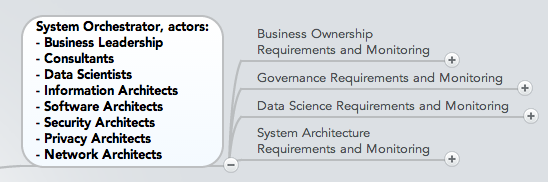 System Orchestrator, actors:
- Business Leadership
- Consultants
- Data Scientists
- Information Architects
- Software Architects
- Security Architects
- Privacy Architects
- Network Architects
Business Ownership
Requirements and Monitoring
Governance Requirements and Monitoring
Data Science Requirements and Monitoring
System Architecture
Requirements and Monitoring